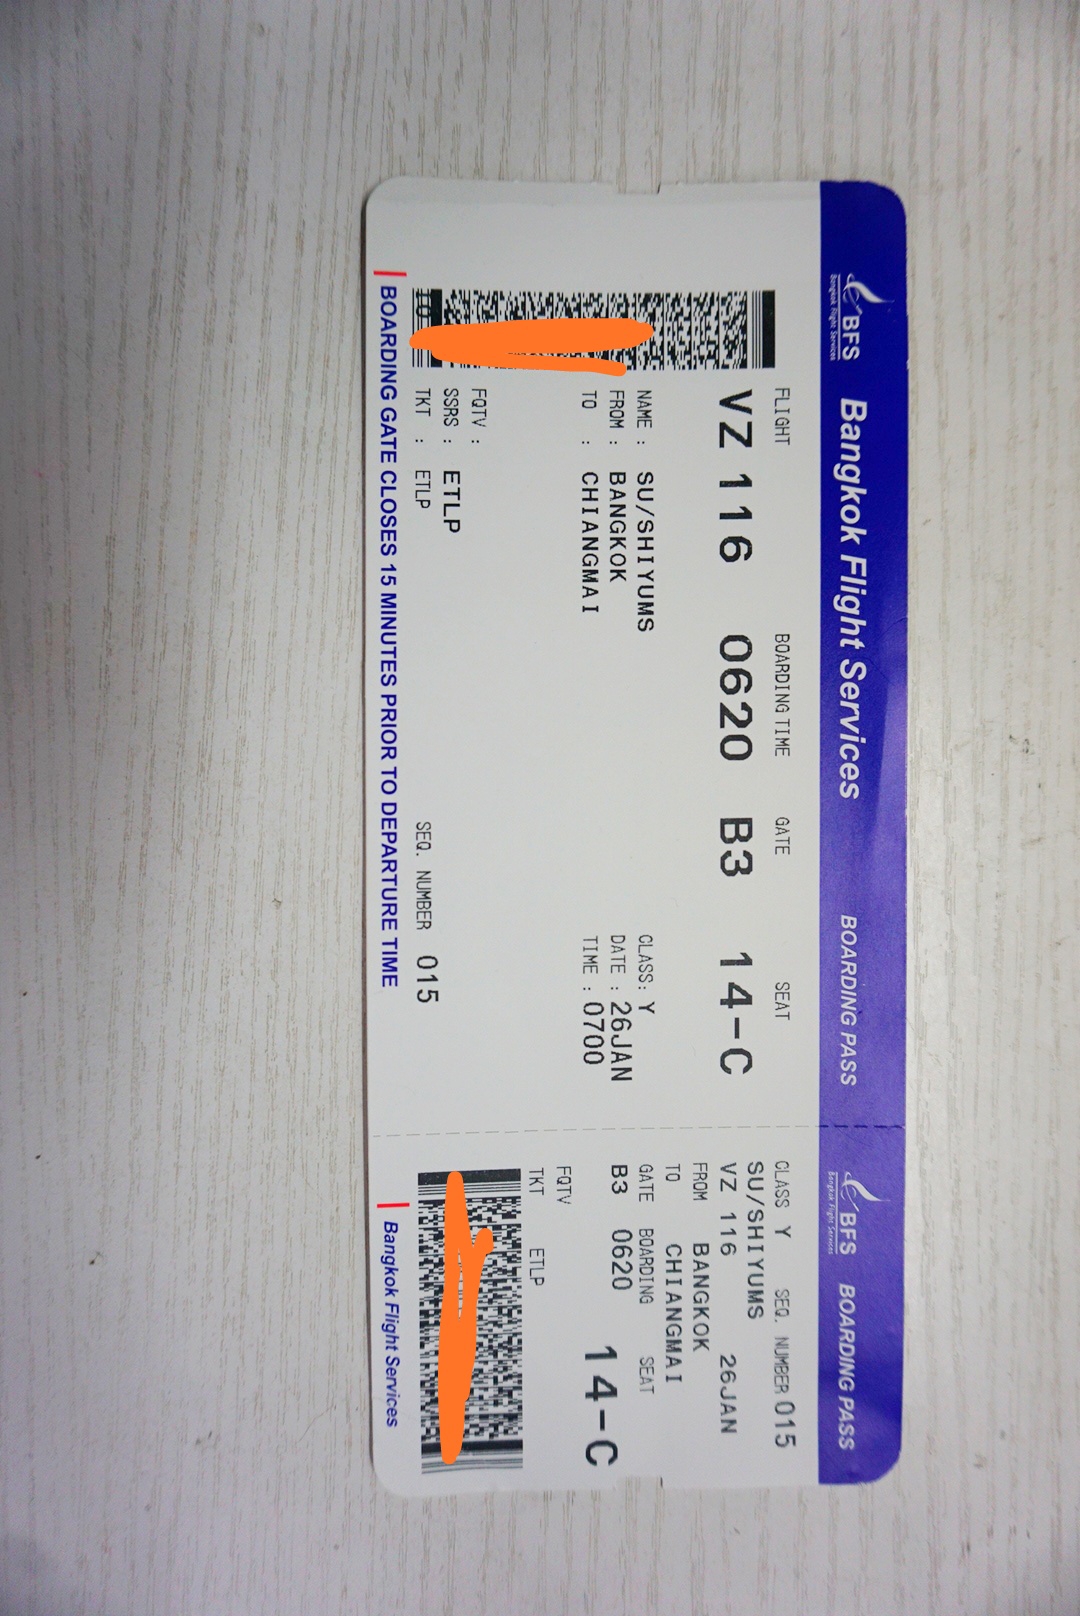 BFS
Bangkok Flight Services
Bangkok Flight Services
BOARDING PASS
FLIGHT BOARDING TIME GATE SEAT
VZ 116 0620 B3 14-C
NAME : SU/SHIYUMS CLASS: Y
FROM : BANGKOK DATE : 26JAN
TO : CHIANGMAI TIME : 0700
FQTV :
SSRS : ETLP
TKT : ETLP SEQ. NUMBER 015
BOARDING GATE CLOSES 15 MINUTES PRIOR TO DEPARTURE TIME
BFS
Bangkok Flight Services
BOARDING PASS
CLASS Y SEQ. NUMBER 015
SU/SHIYUMS
VZ 116 26JAN
FROM BANGKOK
TO CHIANGMAI
GATE BOARDING SEAT
B3 0620 14-C
FQTV
TKT ETLP
Bangkok Flight Services